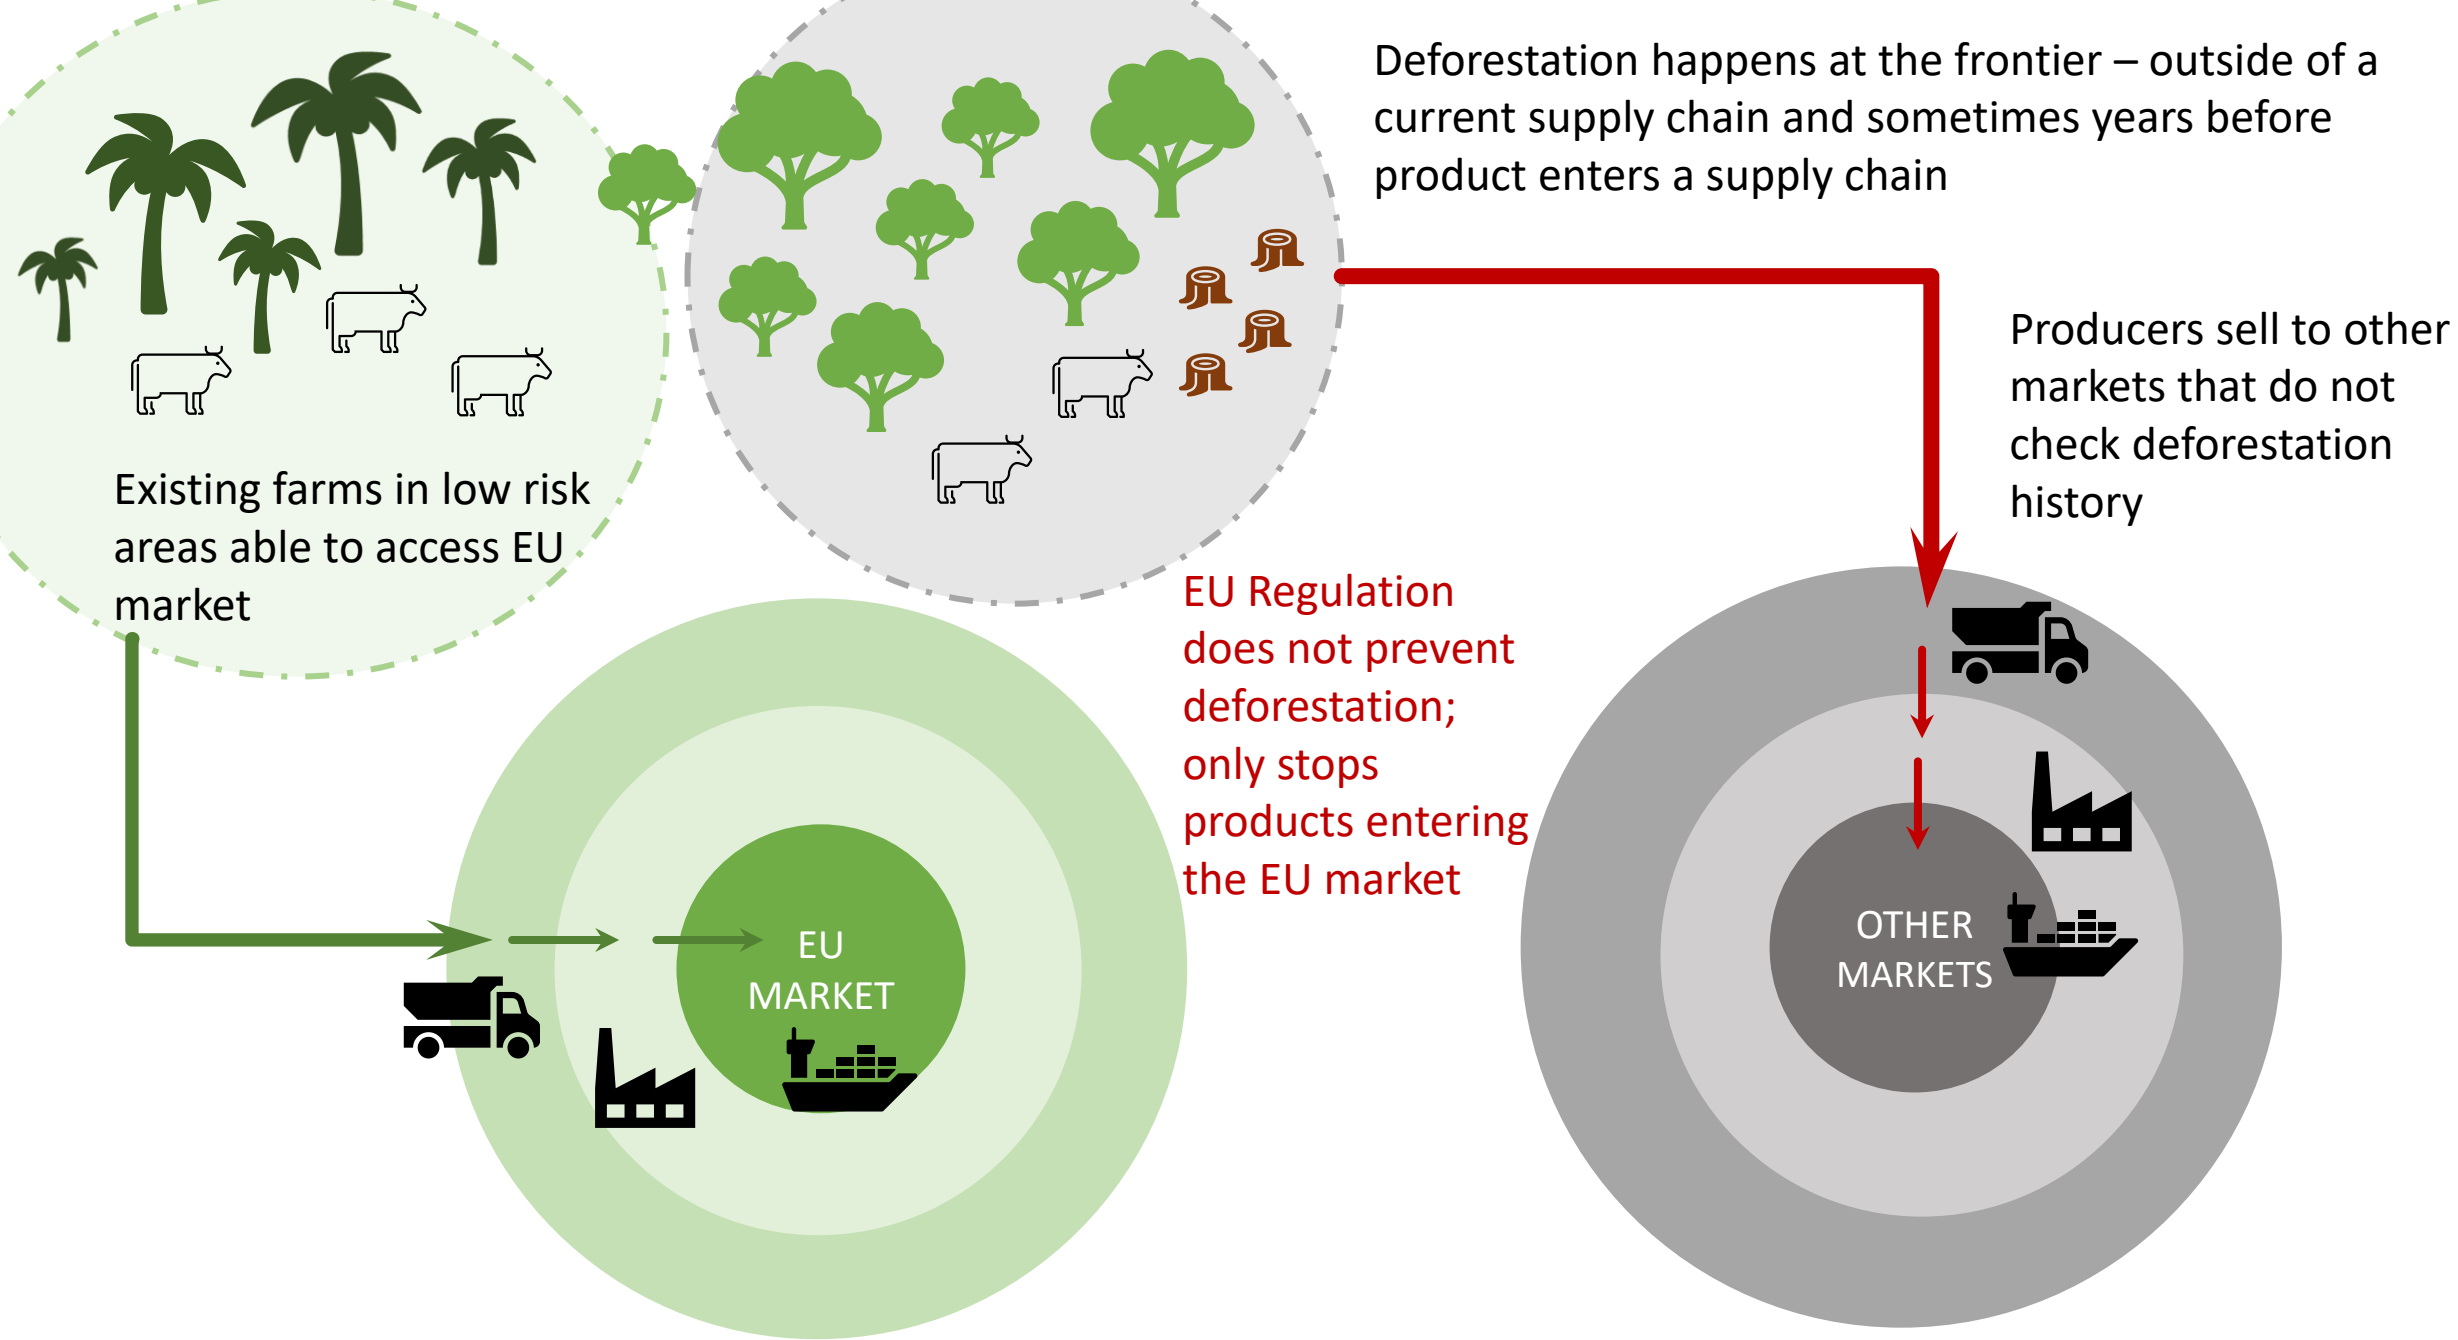 Deforestation happens at the frontier – outside of a
current supply chain and sometimes years before
product enters a supply chain
Producers sell to other
markets that do not
check deforestation
history
Existing farms in low risk
areas able to access EU
market
EU Regulation
does not prevent
deforestation;
only stops
products entering
the EU market
EU
MARKET
OTHER
MARKETS